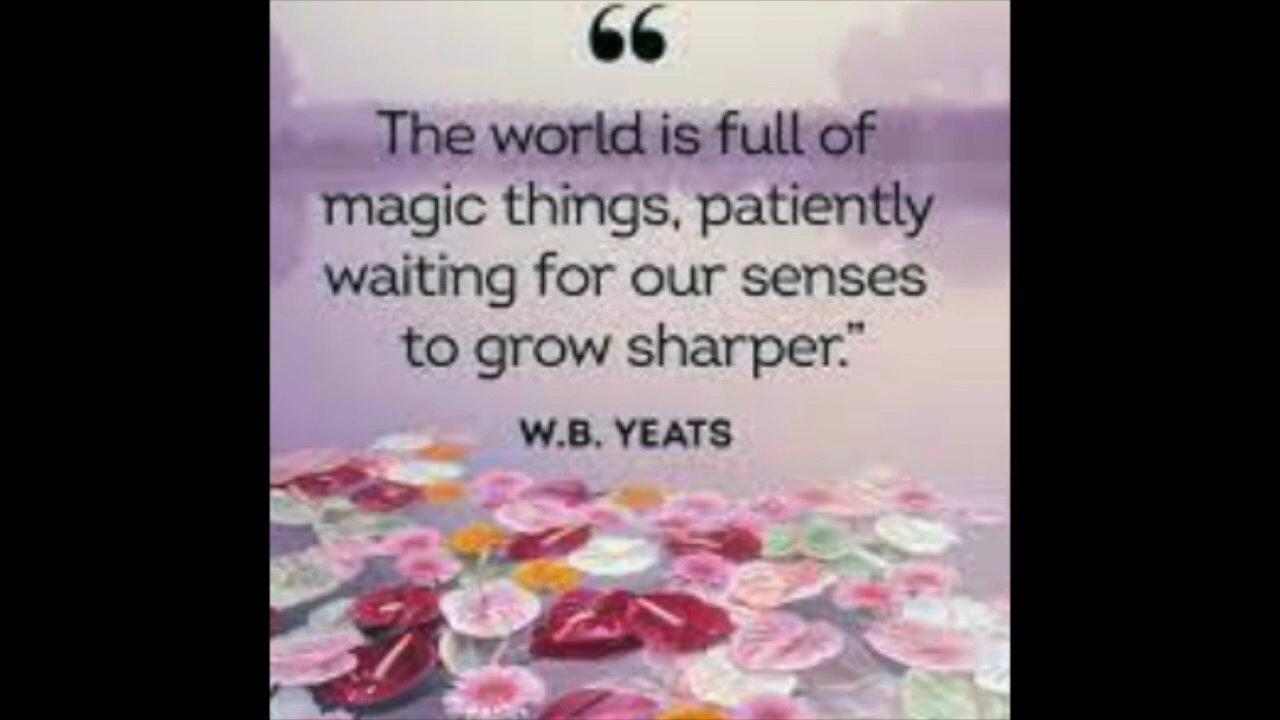 “
The world is full of
magic things, patiently
waiting for our senses
to grow sharper.”
W.B. YEATS